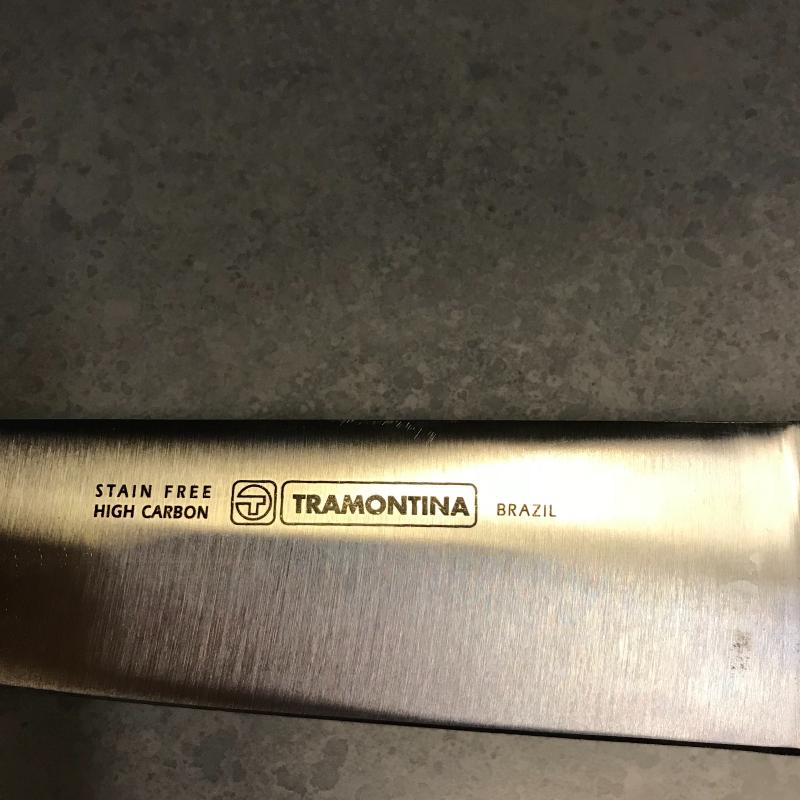 STAIN FREE
HIGH CARBON
T TRAMONTINA BRAZIL